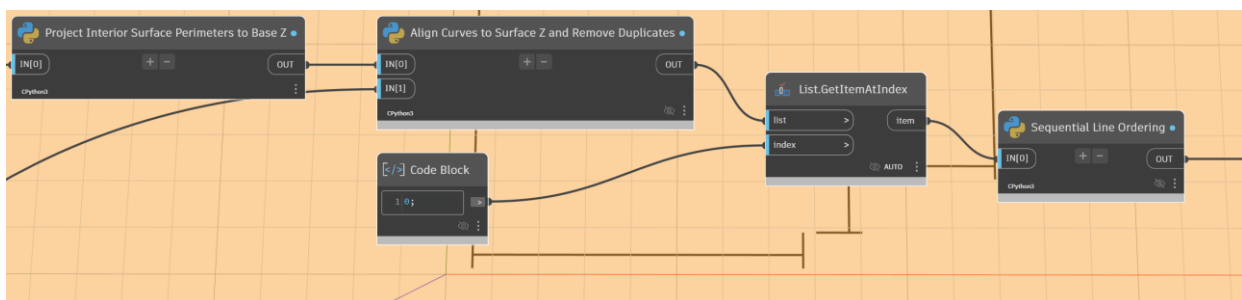 Project Interior Surface Perimeters to Base Z
IN[0]
+ -
OUT
CPython3
Align Curves to Surface Z and Remove Duplicates
IN[0]
+ -
OUT
IN[1]
CPython3
List.GetItemAtIndex
list >
item
index >
AUTO
Code Block
1 0;
>
Sequential Line Ordering
IN[0]
+ -
OUT
CPython3